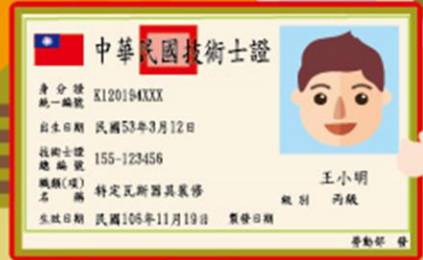 中華民國技術士證
身分證統一編號 K120194XXX
出生日期 民國53年3月12日
技術士證總編號 155-123456
職類(項)名稱 特定瓦斯器具裝修
王小明
級別 丙級
生效日期 民國106年11月19日 製發日期
勞動部 發